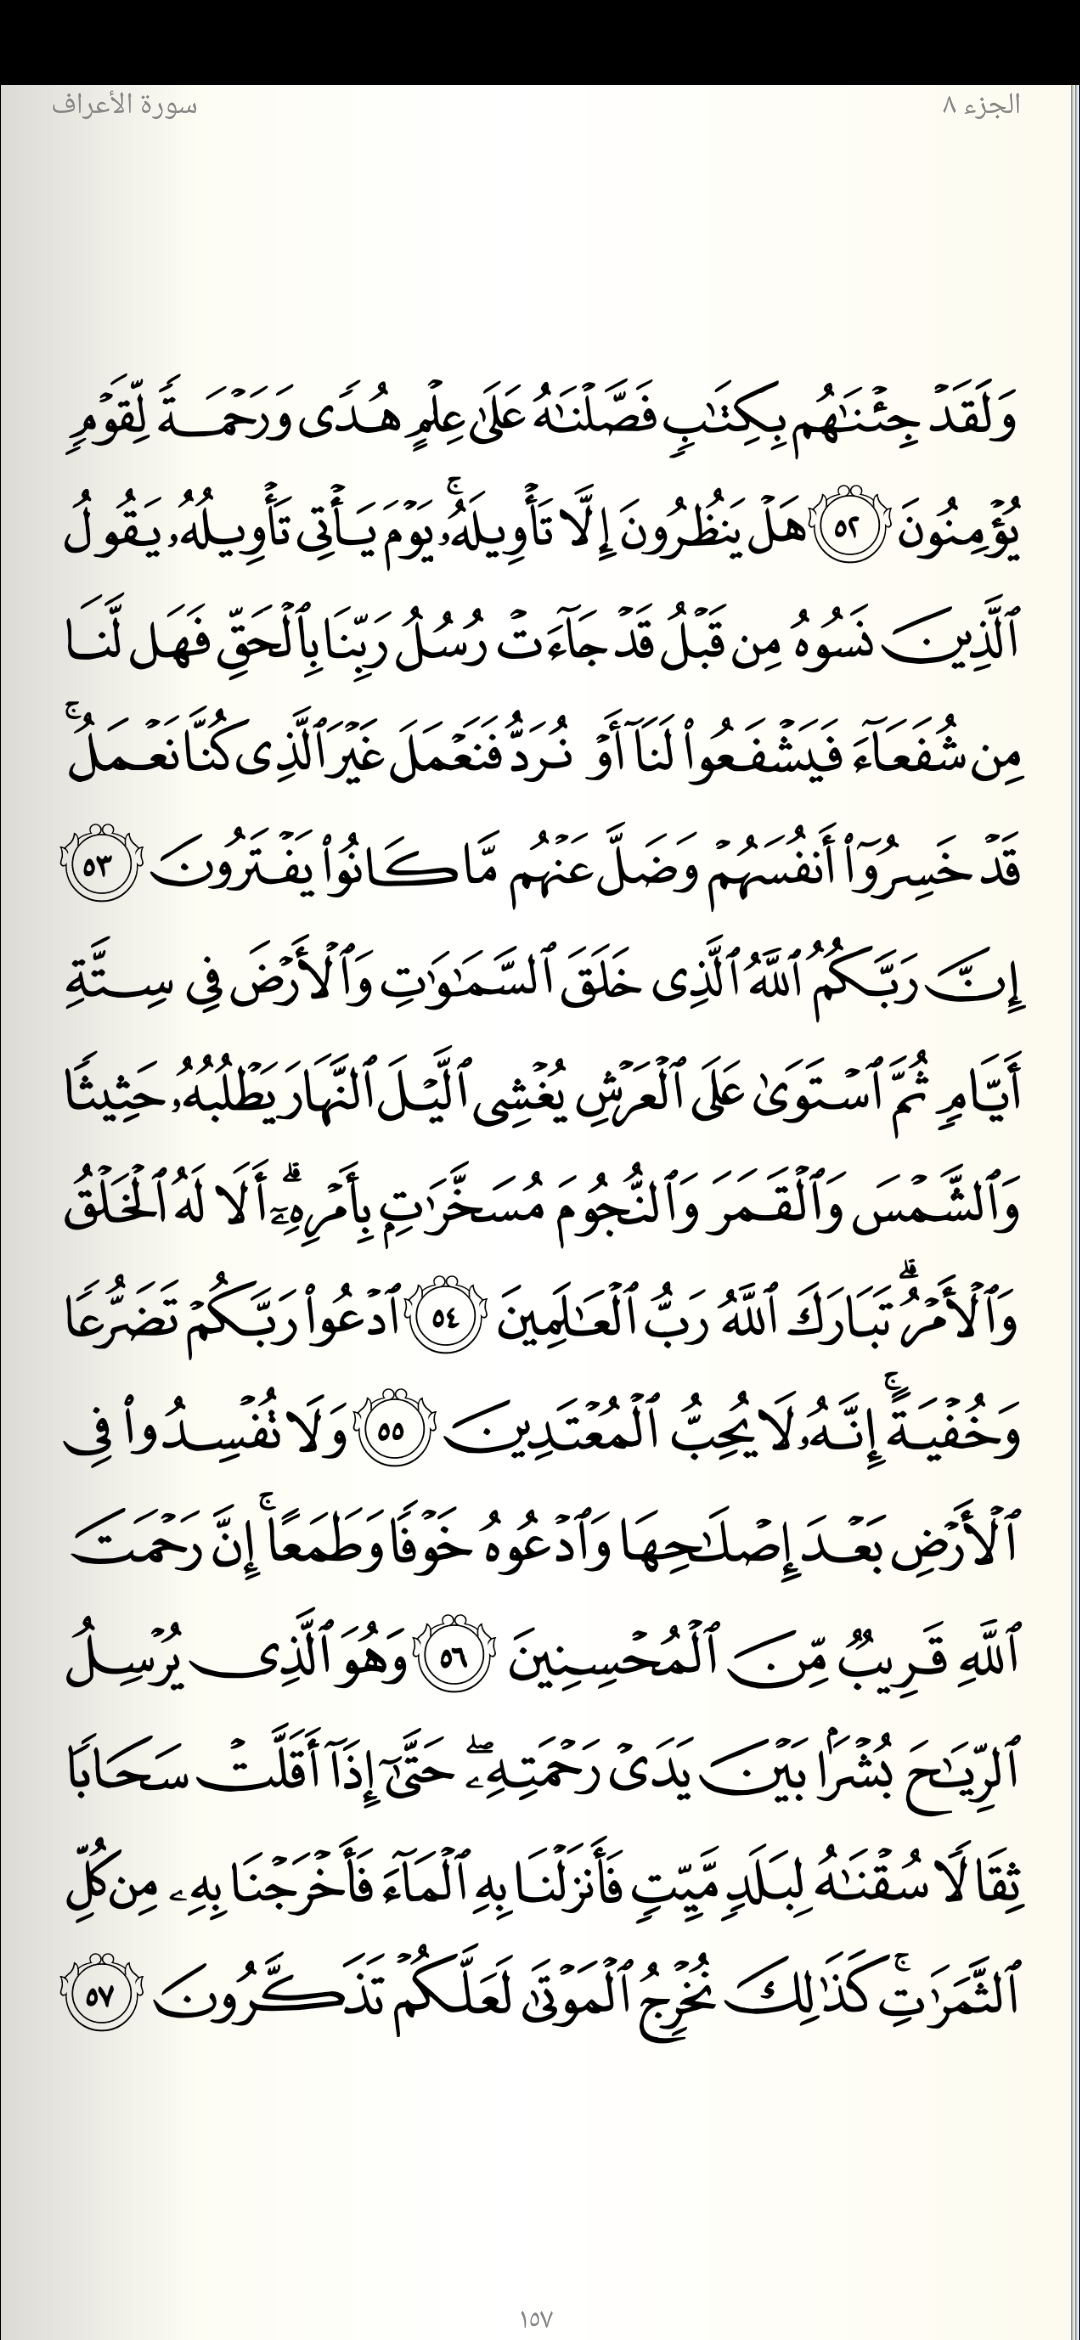 الجزء ٨
سورة الأعراف
وَلَقَدۡ جِئۡنَٰهُم بِكِتَٰبٖ فَصَّلۡنَٰهُ عَلَىٰ عِلۡمٍ هُدٗى وَرَحۡمَةٗ لِّقَوۡمٖ
يُؤۡمِنُونَ ٥٢ هَلۡ يَنظُرُونَ إِلَّا تَأۡوِيلَهُۥۚ يَوۡمَ يَأۡتِي تَأۡوِيلُهُۥ يَقُولُ
ٱلَّذِينَ نَسُوهُ مِن قَبۡلُ قَدۡ جَآءَتۡ رُسُلُ رَبِّنَا بِٱلۡحَقِّ فَهَل لَّنَا
مِن شُفَعَآءَ فَيَشۡفَعُواْ لَنَآ أَوۡ نُرَدُّ فَنَعۡمَلَ غَيۡرَ ٱلَّذِي كُنَّا نَعۡمَلُۚ
قَدۡ خَسِرُوٓاْ أَنفُسَهُمۡ وَضَلَّ عَنۡهُم مَّا كَانُواْ يَفۡتَرُونَ ٥٣
إِنَّ رَبَّكُمُ ٱللَّهُ ٱلَّذِي خَلَقَ ٱلسَّمَٰوَٰتِ وَٱلۡأَرۡضَ فِي سِتَّةِ
أَيَّامٖ ثُمَّ ٱسۡتَوَىٰ عَلَى ٱلۡعَرۡشِ يُغۡشِي ٱلَّيۡلَ ٱلنَّهَارَ يَطۡلُبُهُۥ حَثِيثٗا
وَٱلشَّمۡسَ وَٱلۡقَمَرَ وَٱلنُّجُومَ مُسَخَّرَٰتِۭ بِأَمۡرِهِۦٓۗ أَلَا لَهُ ٱلۡخَلۡقُ
وَٱلۡأَمۡرُۗ تَبَارَكَ ٱللَّهُ رَبُّ ٱلۡعَٰلَمِينَ ٥٤ ٱدۡعُواْ رَبَّكُمۡ تَضَرُّعٗا
وَخُفۡيَةًۚ إِنَّهُۥ لَا يُحِبُّ ٱلۡمُعۡتَدِينَ ٥٥ وَلَا تُفۡسِدُواْ فِي
ٱلۡأَرۡضِ بَعۡدَ إِصۡلَٰحِهَا وَٱدۡعُوهُ خَوۡفٗا وَطَمَعًاۚ إِنَّ رَحۡمَتَ
ٱللَّهِ قَرِيبٞ مِّنَ ٱلۡمُحۡسِنِينَ ٥٦ وَهُوَ ٱلَّذِي يُرۡسِلُ
ٱلرِّيَٰحَ بُشۡرَۢا بَيۡنَ يَدَيۡ رَحۡمَتِهِۦۖ حَتَّىٰٓ إِذَآ أَقَلَّتۡ سَحَابٗا
ثِقَالٗا سُقۡنَٰهُ لِبَلَدٖ مَّيِّتٖ فَأَنزَلۡنَا بِهِ ٱلۡمَآءَ فَأَخۡرَجۡنَا بِهِۦ مِن كُلِّ
ٱلثَّمَرَٰتِۚ كَذَٰلِكَ نُخۡرِجُ ٱلۡمَوۡتَىٰ لَعَلَّكُمۡ تَذَكَّرُونَ ٥٧
١٥٧